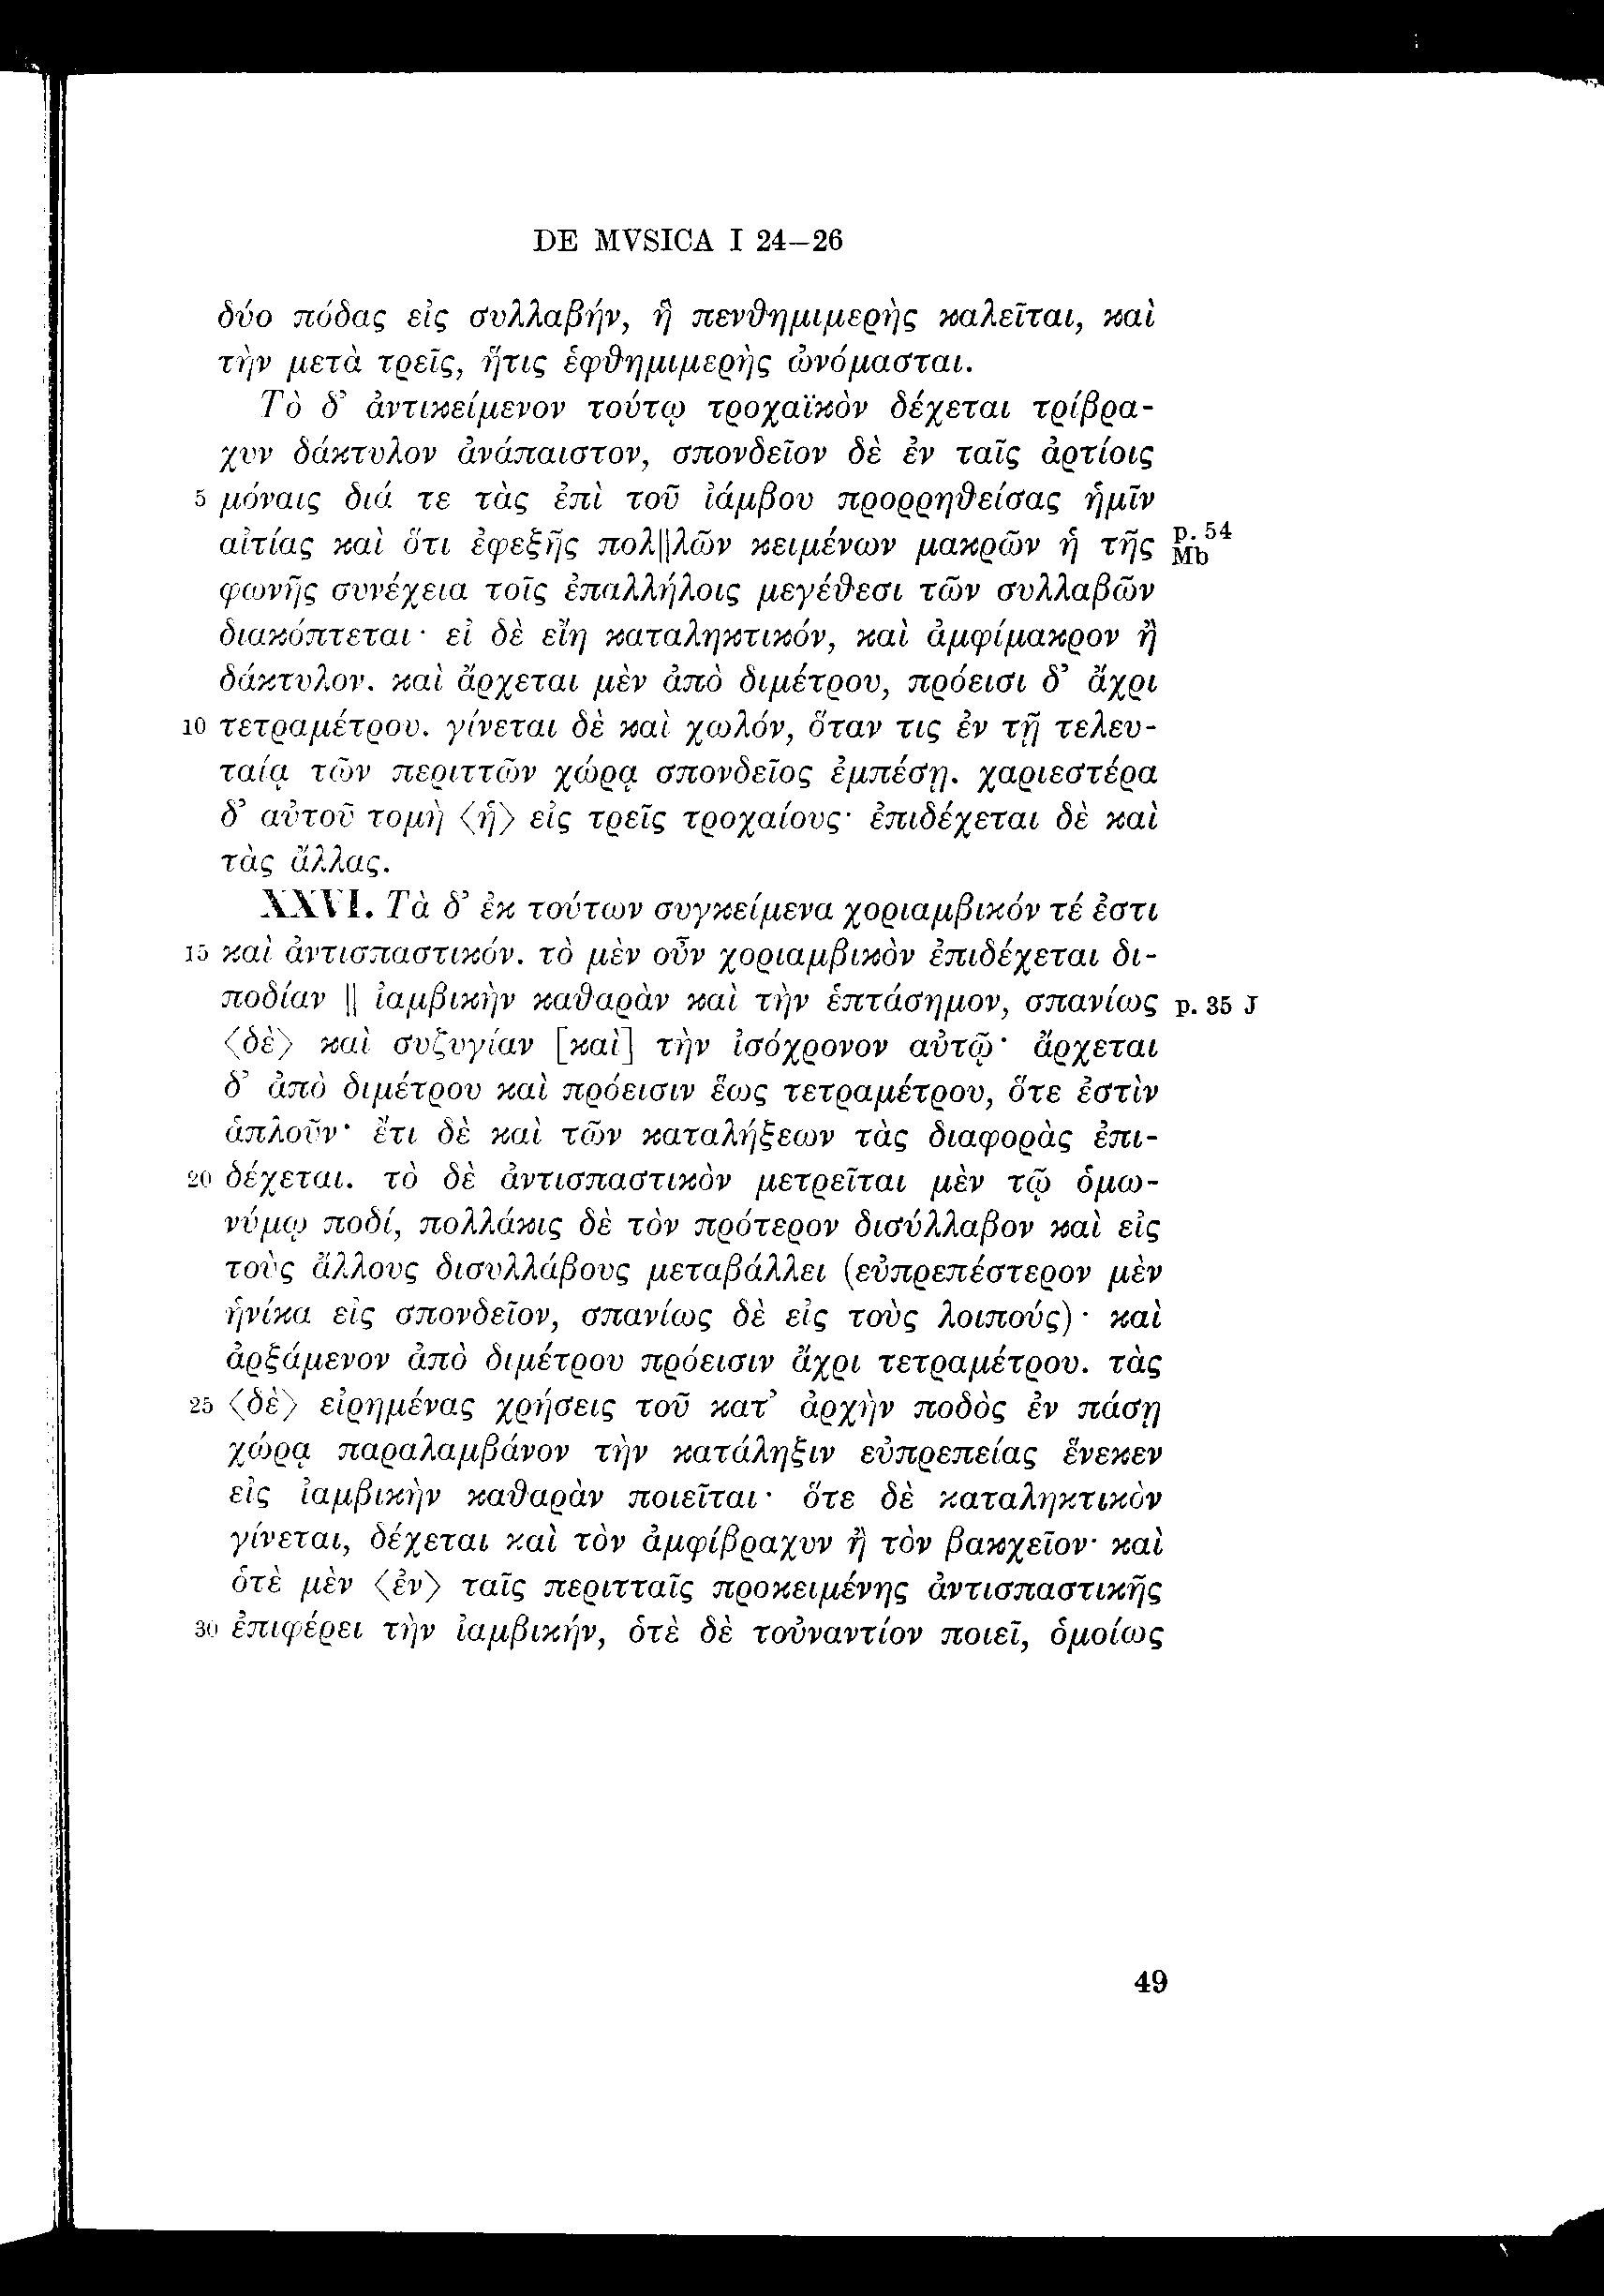 DE MVSICA I 24–26
δύο πόδας εἰς συλλαβήν, ἣ πενθημιμερὴς καλεῖται, καὶ
τὴν μετὰ τρεῖς, ἥτις ἑφθημιμερὴς ὠνόμασται.
Τὸ δ’ ἀντικείμενον τούτῳ τροχαϊκὸν δέχεται τρίβρα-
χυν δάκτυλον ἀνάπαιστον, σπονδεῖον δὲ ἐν ταῖς ἀρτίοις
5 μόναις διά τε τὰς ἐπὶ τοῦ ἰάμβου προρρηθείσας ἡμῖν
αἰτίας καὶ ὅτι ἐφεξῆς πολ||λῶν κειμένων μακρῶν ἡ τῆς p. 54 Mb
φωνῆς συνέχεια τοῖς ἐπαλλήλοις μεγέθεσι τῶν συλλαβῶν
διακόπτεται· εἰ δὲ εἴη καταληκτικόν, καὶ ἀμφίμακρον ἢ
δάκτυλον. καὶ ἄρχεται μὲν ἀπὸ διμέτρου, πρόεισι δ’ ἄχρι
10 τετραμέτρου. γίνεται δὲ καὶ χωλόν, ὅταν τις ἐν τῇ τελευ-
ταίᾳ τῶν περιττῶν χώρᾳ σπονδεῖος ἐμπέσῃ. χαριεστέρα
δ’ αὐτοῦ τομὴ ⟨ἡ⟩ εἰς τρεῖς τροχαίους· ἐπιδέχεται δὲ καὶ
τὰς ἄλλας.
XXVI. Τὰ δ’ ἐκ τούτων συγκείμενα χοριαμβικόν τέ ἐστι
15 καὶ ἀντισπαστικόν. τὸ μὲν οὖν χοριαμβικὸν ἐπιδέχεται δι-
ποδίαν || ἰαμβικὴν καθαρὰν καὶ τὴν ἑπτάσημον, σπανίως p. 35 J
⟨δὲ⟩ καὶ συζυγίαν [καὶ] τὴν ἰσόχρονον αὐτῷ· ἄρχεται
δ’ ἀπὸ διμέτρου καὶ πρόεισιν ἕως τετραμέτρου, ὅτε ἐστὶν
ἁπλοῦν· ἔτι δὲ καὶ τῶν καταλήξεων τὰς διαφορὰς ἐπι-
20 δέχεται. τὸ δὲ ἀντισπαστικὸν μετρεῖται μὲν τῷ ὁμω-
νύμῳ ποδί, πολλάκις δὲ τὸν πρότερον δισύλλαβον καὶ εἰς
τοὺς ἄλλους δισυλλάβους μεταβάλλει (εὐπρεπέστερον μὲν
ἡνίκα εἰς σπονδεῖον, σπανίως δὲ εἰς τοὺς λοιπούς)· καὶ
ἀρξάμενον ἀπὸ διμέτρου πρόεισιν ἄχρι τετραμέτρου. τὰς
25 ⟨δὲ⟩ εἰρημένας χρήσεις τοῦ κατ’ ἀρχὴν ποδὸς ἐν πάσῃ
χώρᾳ παραλαμβάνον τὴν κατάληξιν εὐπρεπείας ἕνεκεν
εἰς ἰαμβικὴν καθαρὰν ποιεῖται· ὅτε δὲ καταληκτικὸν
γίνεται, δέχεται καὶ τὸν ἀμφίβραχυν ἢ τὸν βακχεῖον· καὶ
ὁτὲ μὲν ⟨ἐν⟩ ταῖς περιτταῖς προκειμένης ἀντισπαστικῆς
30 ἐπιφέρει τὴν ἰαμβικήν, ὁτὲ δὲ τοὐναντίον ποιεῖ, ὁμοίως
49